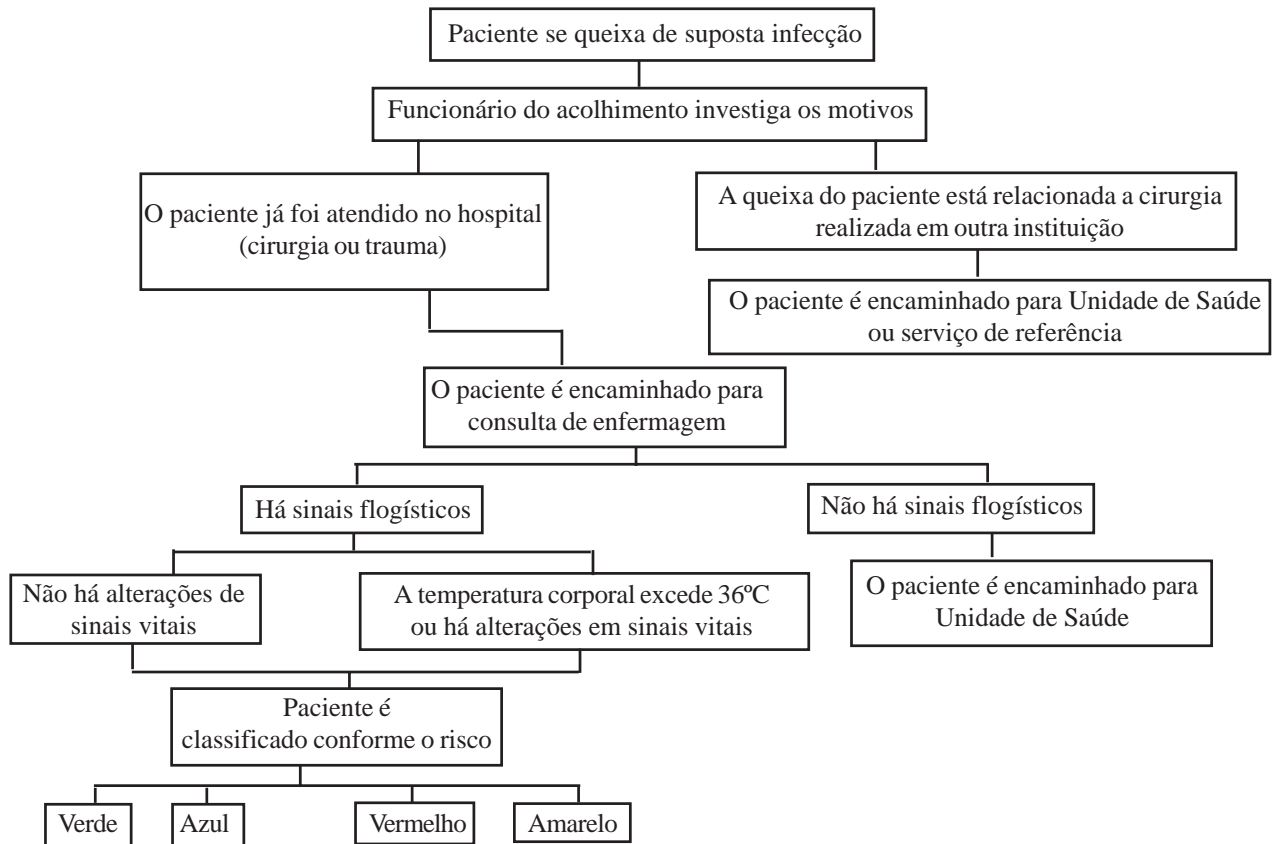 Paciente se queixa de suposta infecção
Funcionário do acolhimento investiga os motivos
O paciente já foi atendido no hospital
(cirurgia ou trauma)
A queixa do paciente está relacionada a cirurgia
realizada em outra instituição
O paciente é encaminhado para Unidade de Saúde
ou serviço de referência
O paciente é encaminhado para
consulta de enfermagem
Há sinais flogísticos
Não há sinais flogísticos
Não há alterações de
sinais vitais
A temperatura corporal excede 36ºC
ou há alterações em sinais vitais
O paciente é encaminhado para
Unidade de Saúde
Paciente é
classificado conforme o risco
Verde
Azul
Vermelho
Amarelo